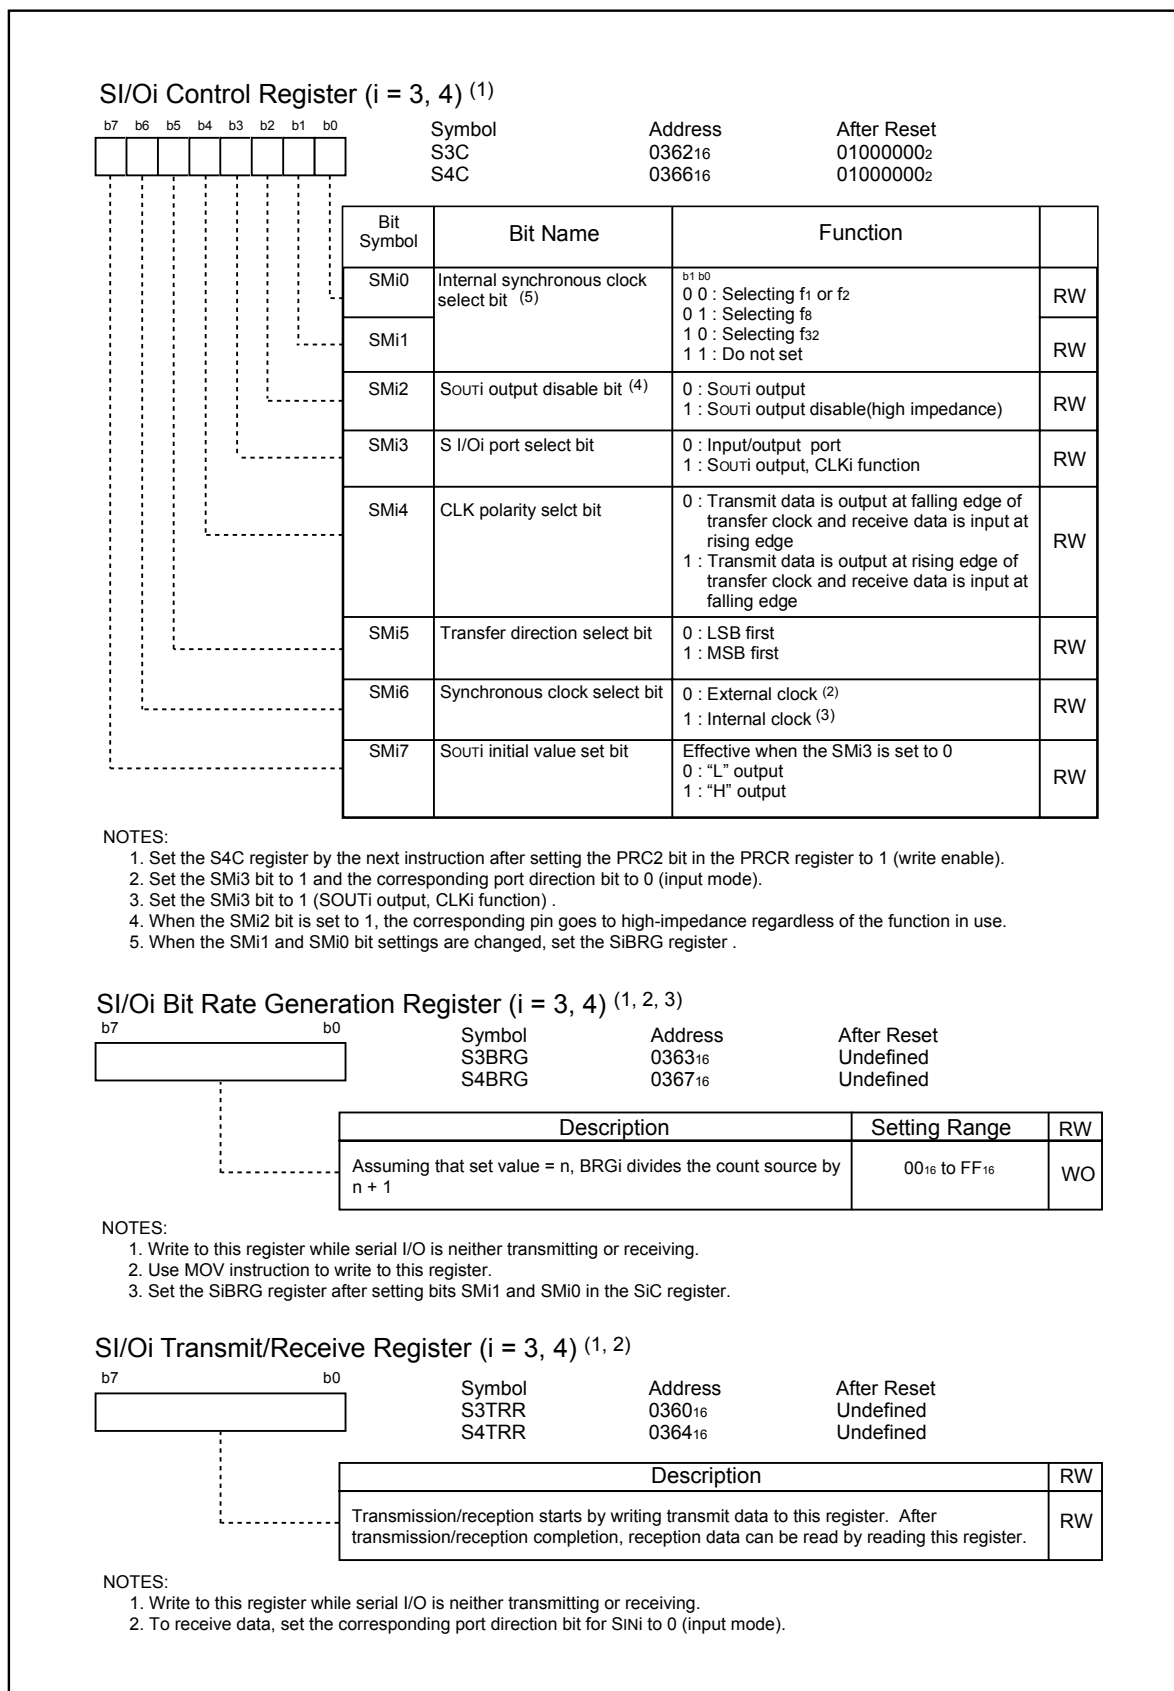 SI/Oi Control Register (i = 3, 4) (1)
b7 b6 b5 b4 b3 b2 b1 b0
Symbol Address After Reset
S3C 036216 010000002
S4C 036616 010000002
Bit Symbol Bit Name Function
SMi0 Internal synchronous clock select bit (5) b1 b0
0 0 : Selecting f1 or f2 RW
0 1 : Selecting f8
SMi1 1 0 : Selecting f32
1 1 : Do not set RW
SMi2 SOUTi output disable bit (4) 0 : SOUTi output
1 : SOUTi output disable(high impedance) RW
SMi3 S I/Oi port select bit 0 : Input/output port
1 : SOUTi output, CLKi function RW
SMi4 CLK polarity selct bit 0 : Transmit data is output at falling edge of
transfer clock and receive data is input at
rising edge RW
1 : Transmit data is output at rising edge of
transfer clock and receive data is input at
falling edge
SMi5 Transfer direction select bit 0 : LSB first
1 : MSB first RW
SMi6 Synchronous clock select bit 0 : External clock (2)
1 : Internal clock (3) RW
SMi7 SOUTi initial value set bit Effective when the SMi3 is set to 0
0 : “L” output
1 : “H” output RW
NOTES:
1. Set the S4C register by the next instruction after setting the PRC2 bit in the PRCR register to 1 (write enable).
2. Set the SMi3 bit to 1 and the corresponding port direction bit to 0 (input mode).
3. Set the SMi3 bit to 1 (SOUTi output, CLKi function) .
4. When the SMi2 bit is set to 1, the corresponding pin goes to high-impedance regardless of the function in use.
5. When the SMi1 and SMi0 bit settings are changed, set the SiBRG register .
SI/Oi Bit Rate Generation Register (i = 3, 4) (1, 2, 3)
b7 b0
Symbol Address After Reset
S3BRG 036316 Undefined
S4BRG 036716 Undefined
Description Setting Range RW
Assuming that set value = n, BRGi divides the count source by 0016 to FF16 WO
n + 1
NOTES:
1. Write to this register while serial I/O is neither transmitting or receiving.
2. Use MOV instruction to write to this register.
3. Set the SiBRG register after setting bits SMi1 and SMi0 in the SiC register.
SI/Oi Transmit/Receive Register (i = 3, 4) (1, 2)
b7 b0
Symbol Address After Reset
S3TRR 036016 Undefined
S4TRR 036416 Undefined
Description RW
Transmission/reception starts by writing transmit data to this register. After RW
transmission/reception completion, reception data can be read by reading this register.
NOTES:
1. Write to this register while serial I/O is neither transmitting or receiving.
2. To receive data, set the corresponding port direction bit for SINi to 0 (input mode).